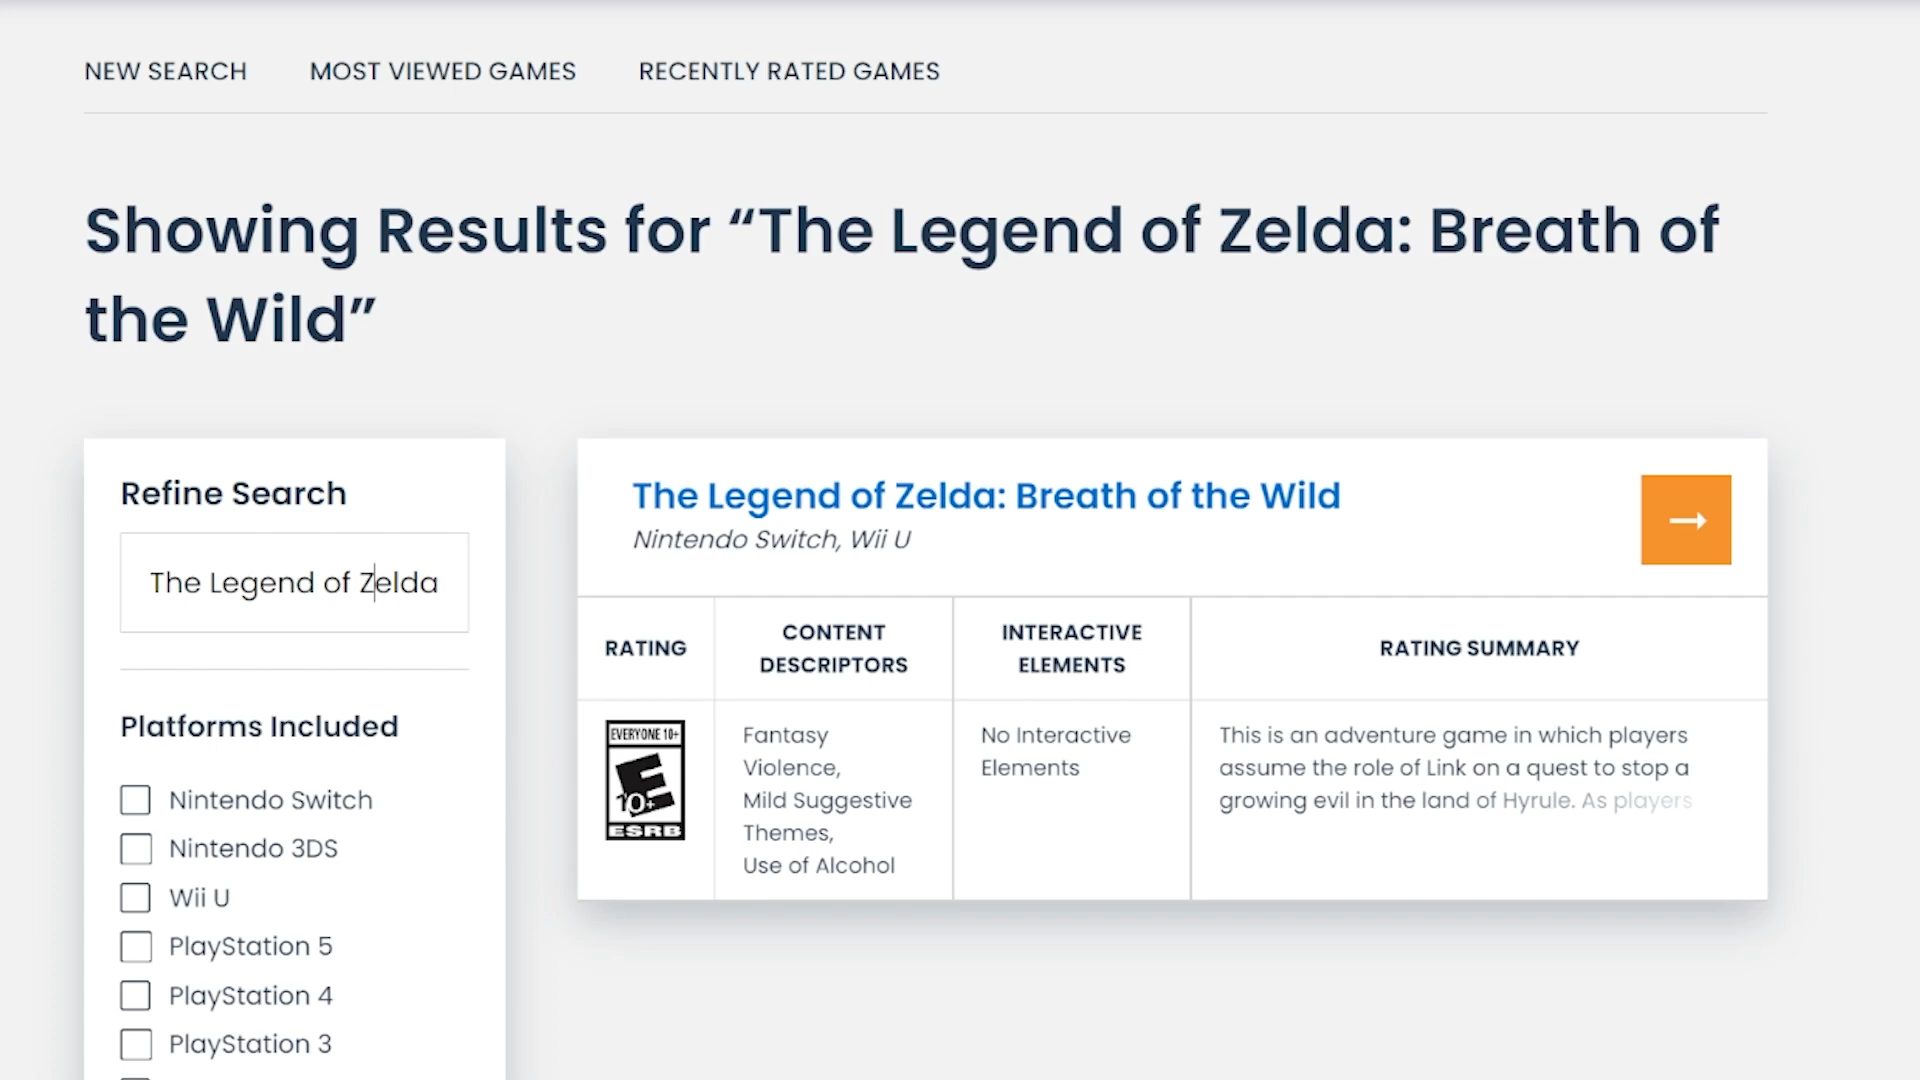 NEW SEARCH MOST VIEWED GAMES RECENTLY RATED GAMES
Showing Results for “The Legend of Zelda: Breath of
the Wild”
Refine Search
The Legend of Zelda
Platforms Included
Nintendo Switch
Nintendo 3DS
Wii U
PlayStation 5
PlayStation 4
PlayStation 3
The Legend of Zelda: Breath of the Wild
Nintendo Switch, Wii U
RATING
CONTENT
DESCRIPTORS
INTERACTIVE
ELEMENTS
RATING SUMMARY
EVERYONE 10+
E
10+
ESRB
Fantasy
Violence,
Mild Suggestive
Themes,
Use of Alcohol
No Interactive
Elements
This is an adventure game in which players
assume the role of Link on a quest to stop a
growing evil in the land of Hyrule. As players